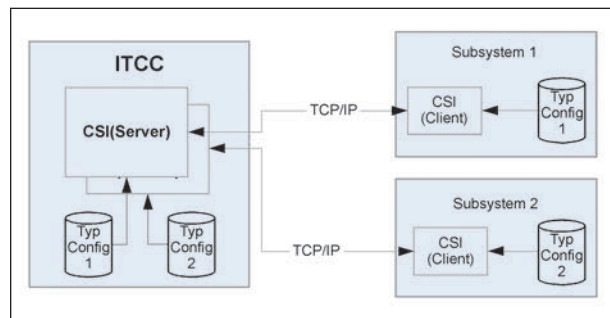 ITCC
CSI(Server)
Typ
Config
1
Typ
Config
2
TCP/IP
TCP/IP
Subsystem 1
CSI
(Client)
Typ
Config
1
Subsystem 2
CSI
(Client)
Typ
Config
2